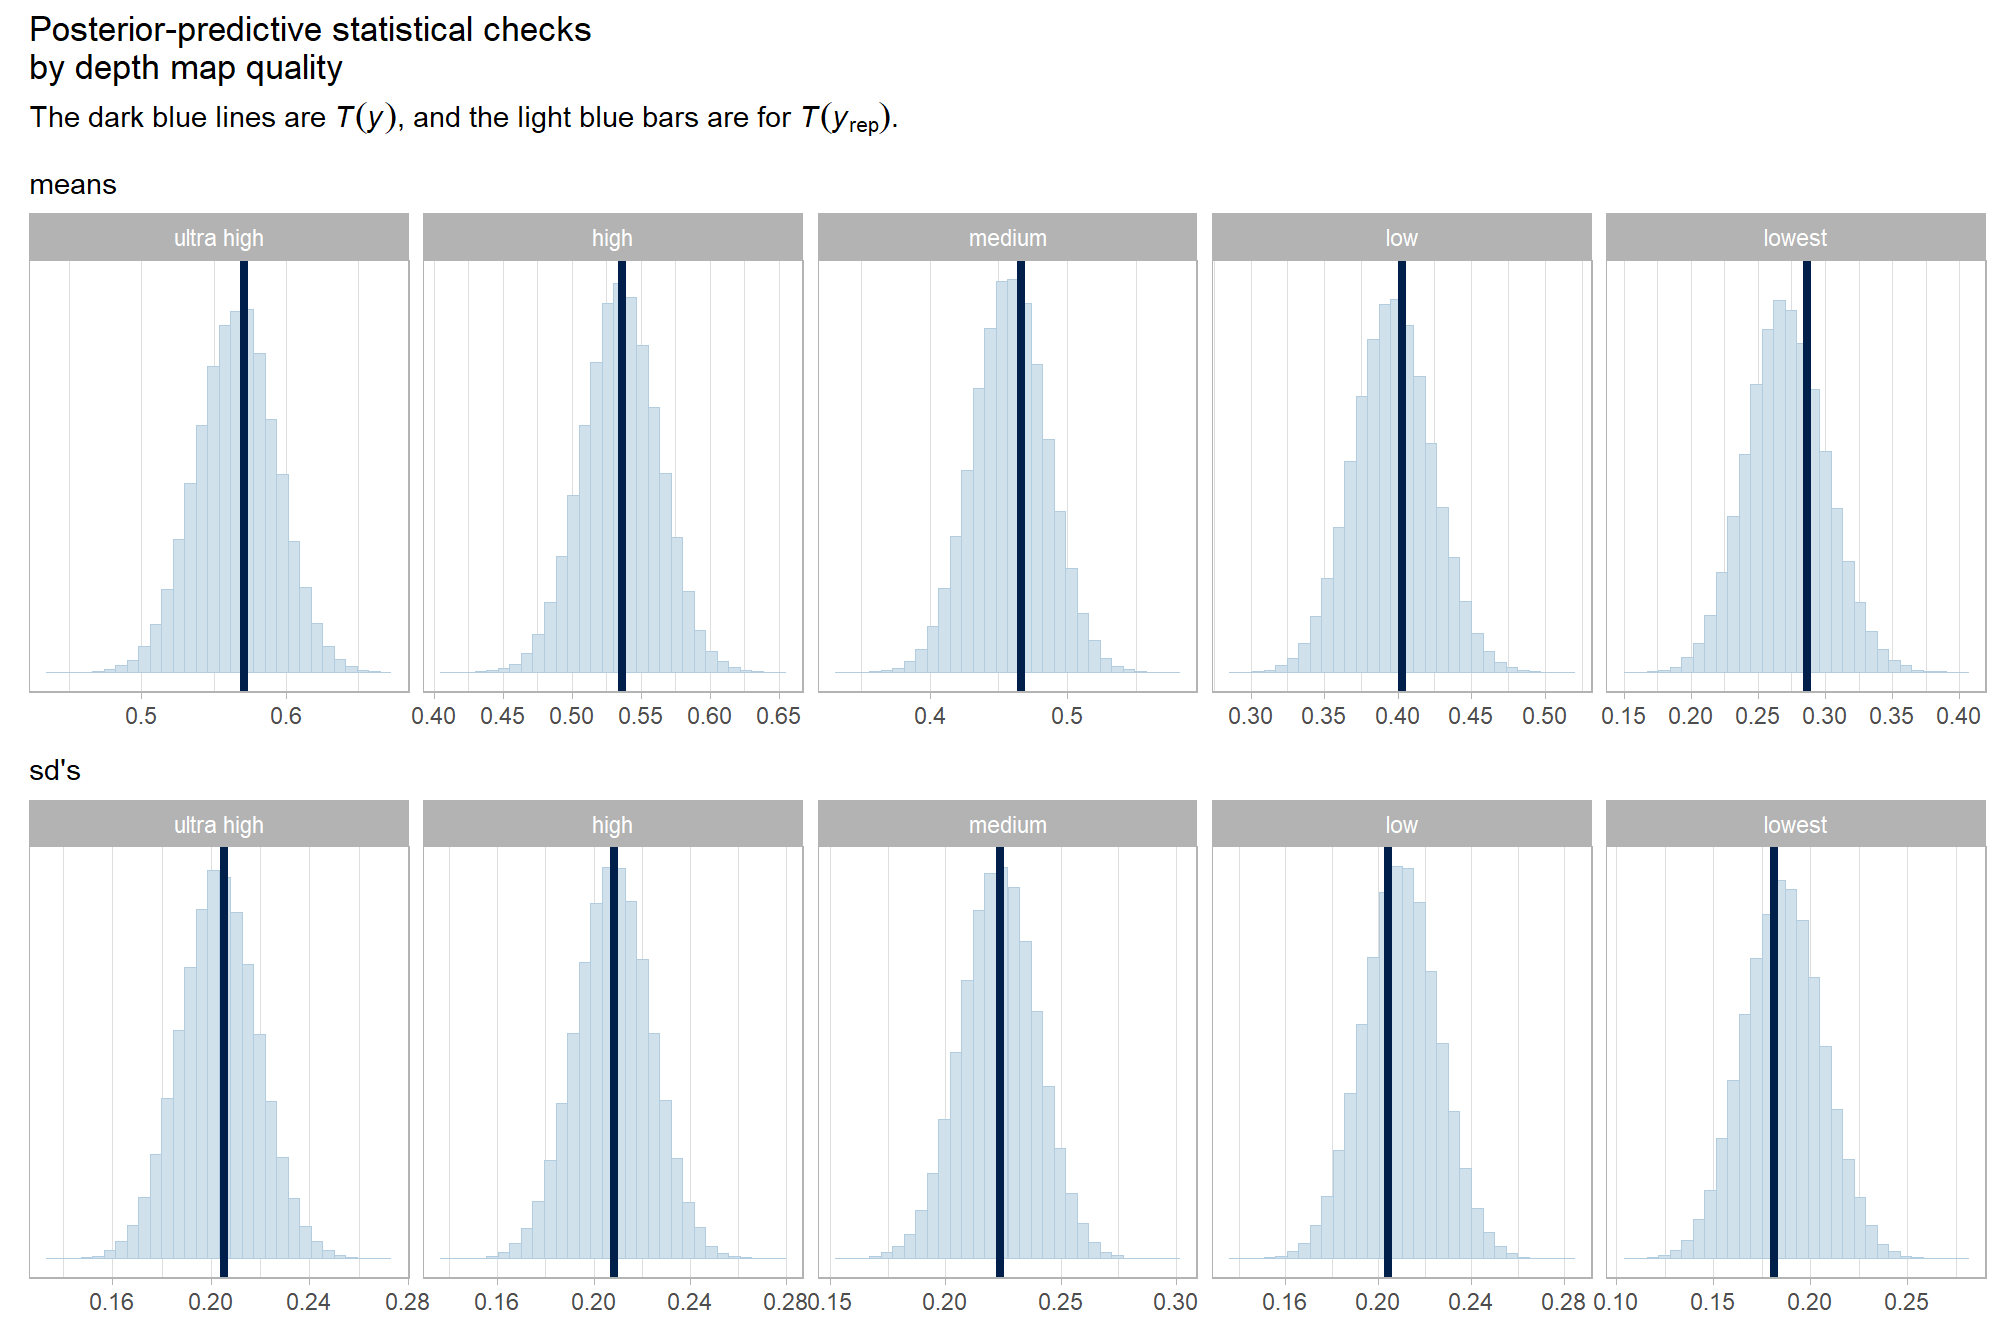 Posterior-predictive statistical checks
by depth map quality
The dark blue lines are T(y), and the light blue bars are for T(y_rep).
means
ultra high high medium low lowest
0.5 0.6 0.40 0.45 0.50 0.55 0.60 0.65 0.4 0.5 0.30 0.35 0.40 0.45 0.50 0.15 0.20 0.25 0.30 0.35 0.40
sd's
ultra high high medium low lowest
0.16 0.20 0.24 0.28 0.16 0.20 0.24 0.28 0.15 0.20 0.25 0.30 0.16 0.20 0.24 0.28 0.10 0.15 0.20 0.25